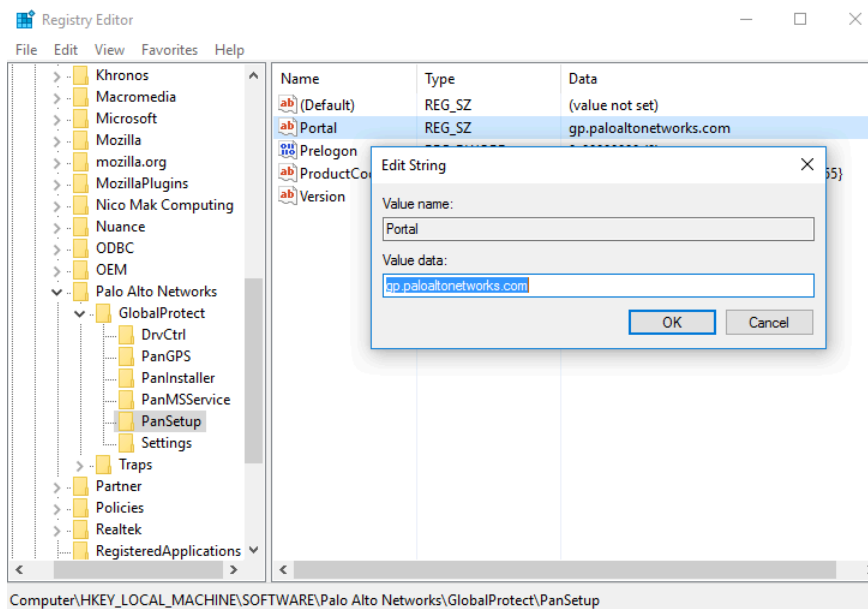 Registry Editor
File Edit View Favorites Help
Khronos
Macromedia
Microsoft
Mozilla
mozilla.org
MozillaPlugins
Nico Mak Computing
Nuance
ODBC
OEM
Palo Alto Networks
GlobalProtect
DrvCtrl
PanGPS
PanInstaller
PanMSService
PanSetup
Settings
Traps
Partner
Policies
Realtek
RegisteredApplications
Name Type Data
(Default) REG_SZ (value not set)
Portal REG_SZ gp.paloaltonetworks.com
Prelogon
ProductCo 55}
Version
Edit String
Value name:
Portal
Value data:
gp.paloaltonetworks.com
OK Cancel
Computer\HKEY_LOCAL_MACHINE\SOFTWARE\Palo Alto Networks\GlobalProtect\PanSetup